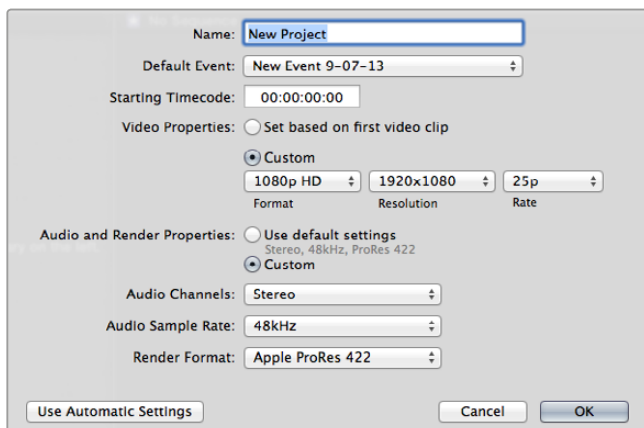 Name: New Project
Default Event: New Event 9-07-13
Starting Timecode: 00:00:00:00
Video Properties: Set based on first video clip
Custom
1080p HD 1920x1080 25p
Format Resolution Rate
Audio and Render Properties: Use default settings
Stereo, 48kHz, ProRes 422
Custom
Audio Channels: Stereo
Audio Sample Rate: 48kHz
Render Format: Apple ProRes 422
Use Automatic Settings Cancel OK